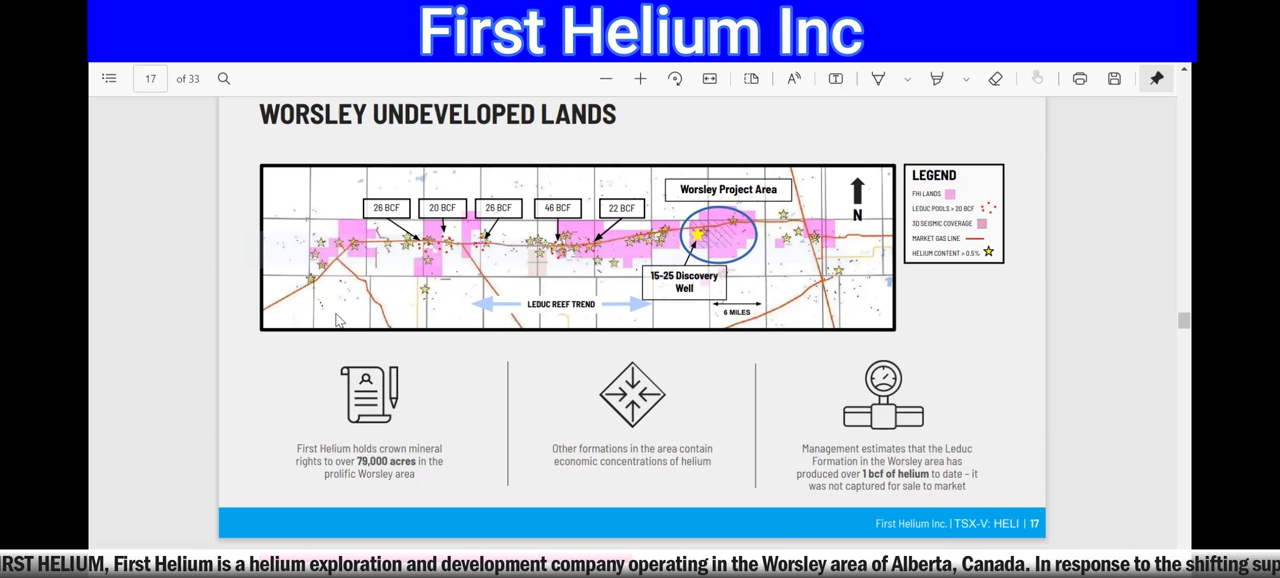 First Helium Inc
17 of 33
WORSLEY UNDEVELOPED LANDS
Worsley Project Area
26 BCF
20 BCF
26 BCF
46 BCF
22 BCF
N
15-25 Discovery
Well
LEDUC REEF TREND
6 MILES
LEGEND
FHI LANDS
LEDUC POOLS > 20 BCF
3D SEISMIC COVERAGE
MARKET GAS LINE
HELIUM CONTENT > 0.5%
First Helium holds crown mineral
rights to over 79,000 acres in the
prolific Worsley area
Other formations in the area contain
economic concentrations of helium
Management estimates that the Leduc
Formation in the Worsley area has
produced over 1 bcf of helium to date – it
was not captured for sale to market
First Helium Inc. | TSX-V: HELI | 17
IRST HELIUM, First Helium is a helium exploration and development company operating in the Worsley area of Alberta, Canada. In response to the shifting sup